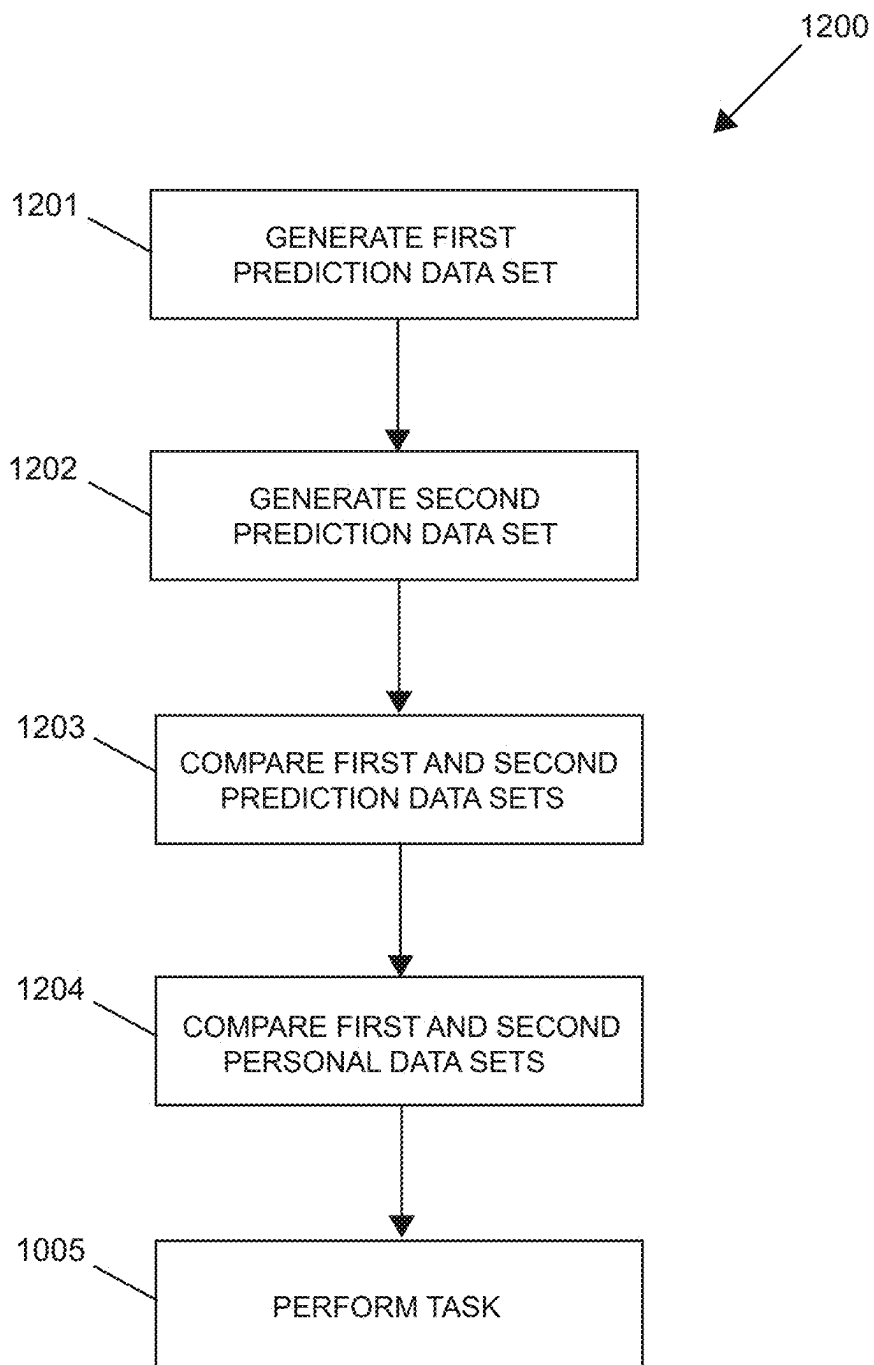 1200
1201
GENERATE FIRST
PREDICTION DATA SET
1202
GENERATE SECOND
PREDICTION DATA SET
1203
COMPARE FIRST AND SECOND
PREDICTION DATA SETS
1204
COMPARE FIRST AND SECOND
PERSONAL DATA SETS
1005
PERFORM TASK